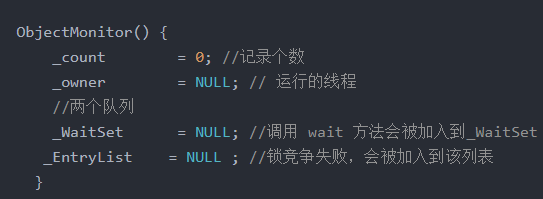 ObjectMonitor() {
_count = 0; //记录个数
_owner = NULL; // 运行的线程
//两个队列
_WaitSet = NULL; //调用 wait 方法会被加入到_WaitSet
_EntryList = NULL ; //锁竞争失败，会被加入到该列表
}